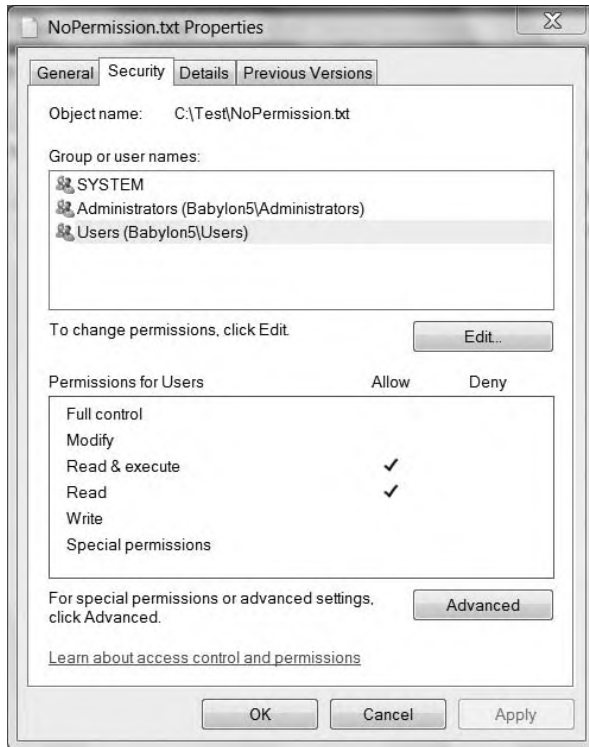 NoPermission.txt Properties
General Security Details Previous Versions
Object name: C:\Test\NoPermission.txt
Group or user names:
SYSTEM
Administrators (Babylon5\Administrators)
Users (Babylon5\Users)
To change permissions, click Edit.
Edit...
Permissions for Users Allow Deny
Full control
Modify
Read & execute
Read
Write
Special permissions
For special permissions or advanced settings,
click Advanced.
Advanced
Learn about access control and permissions
OK Cancel Apply